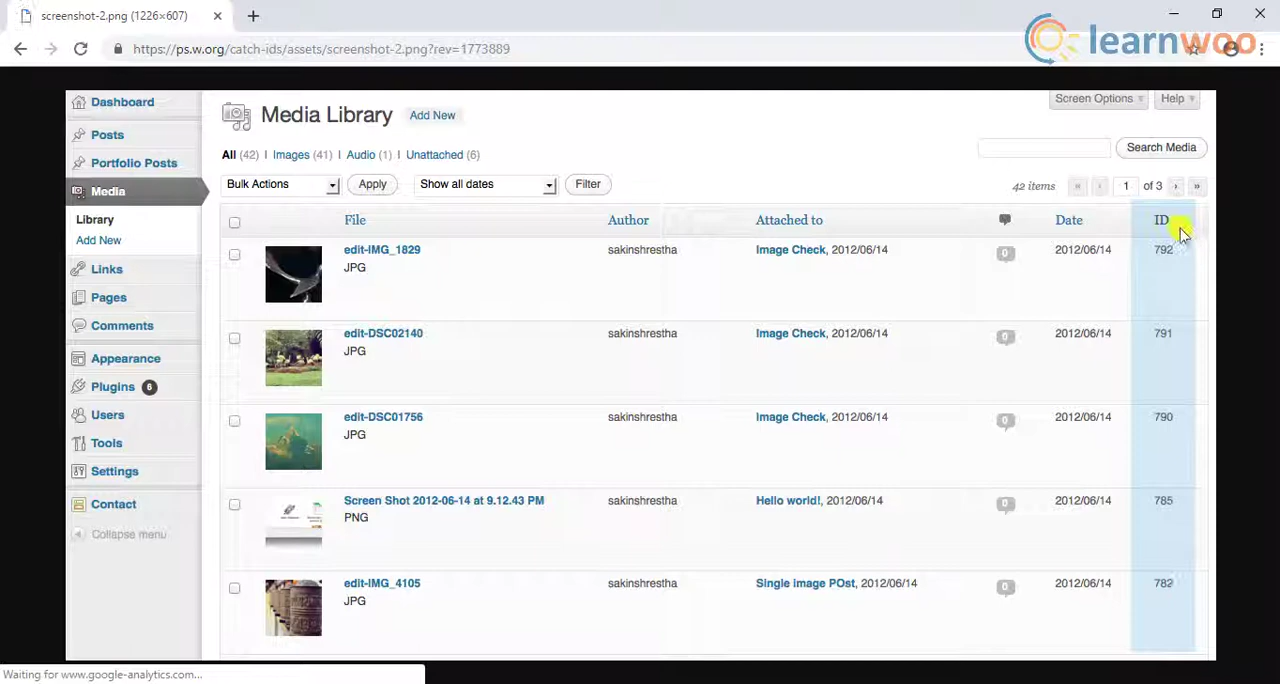 screenshot-2.png (1226×607)
https://ps.w.org/catch-ids/assets/screenshot-2.png?rev=1773889
learnwoo
Dashboard
Posts
Portfolio Posts
Media
Library
Add New
Links
Pages
Comments
Appearance
Plugins 6
Users
Tools
Settings
Contact
Collapse menu
Screen Options Help
Media Library Add New
All (42) | Images (41) | Audio (1) | Unattached (6)
Search Media
Bulk Actions Apply Show all dates Filter
42 items « ‹ 1 of 3 › »
File Author Attached to Date ID
edit-IMG_1829 sakinshrestha Image Check, 2012/06/14 0 2012/06/14 792
JPG
edit-DSC02140 sakinshrestha Image Check, 2012/06/14 0 2012/06/14 791
JPG
edit-DSC01756 sakinshrestha Image Check, 2012/06/14 0 2012/06/14 790
JPG
Screen Shot 2012-06-14 at 9.12.43 PM sakinshrestha Hello world!, 2012/06/14 0 2012/06/14 785
PNG
edit-IMG_4105 sakinshrestha Single image POst, 2012/06/14 0 2012/06/14 782
JPG
Waiting for www.google-analytics.com...